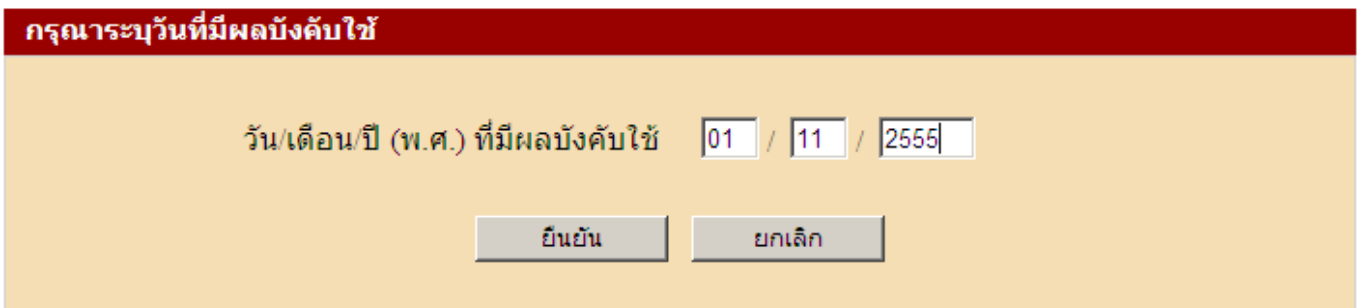 กรุณาระบุวันที่มีผลบังคับใช้
วัน/เดือน/ปี (พ.ศ.) ที่มีผลบังคับใช้ 01 / 11 / 2555
ยืนยัน ยกเลิก